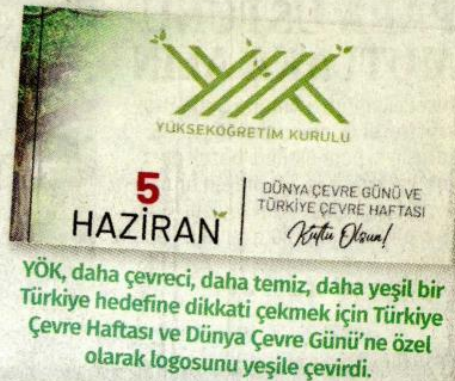 YÖK
YÜKSEKÖĞRETİM KURULU
5
HAZİRAN
DÜNYA ÇEVRE GÜNÜ VE
TÜRKİYE ÇEVRE HAFTASI
Kutlu Olsun!
YÖK, daha çevreci, daha temiz, daha yeşil bir
Türkiye hedefine dikkati çekmek için Türkiye
Çevre Haftası ve Dünya Çevre Günü'ne özel
olarak logosunu yeşile çevirdi.